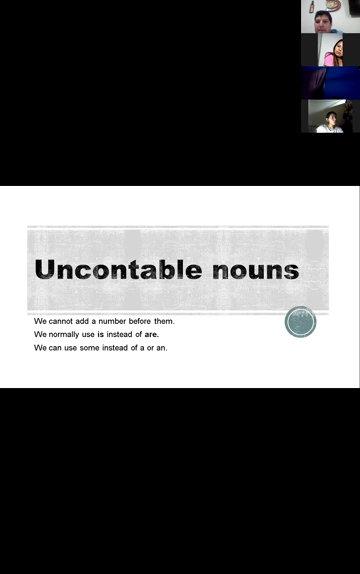 Uncontable nouns
We cannot add a number before them.
We normally use is instead of are.
We can use some instead of a or an.